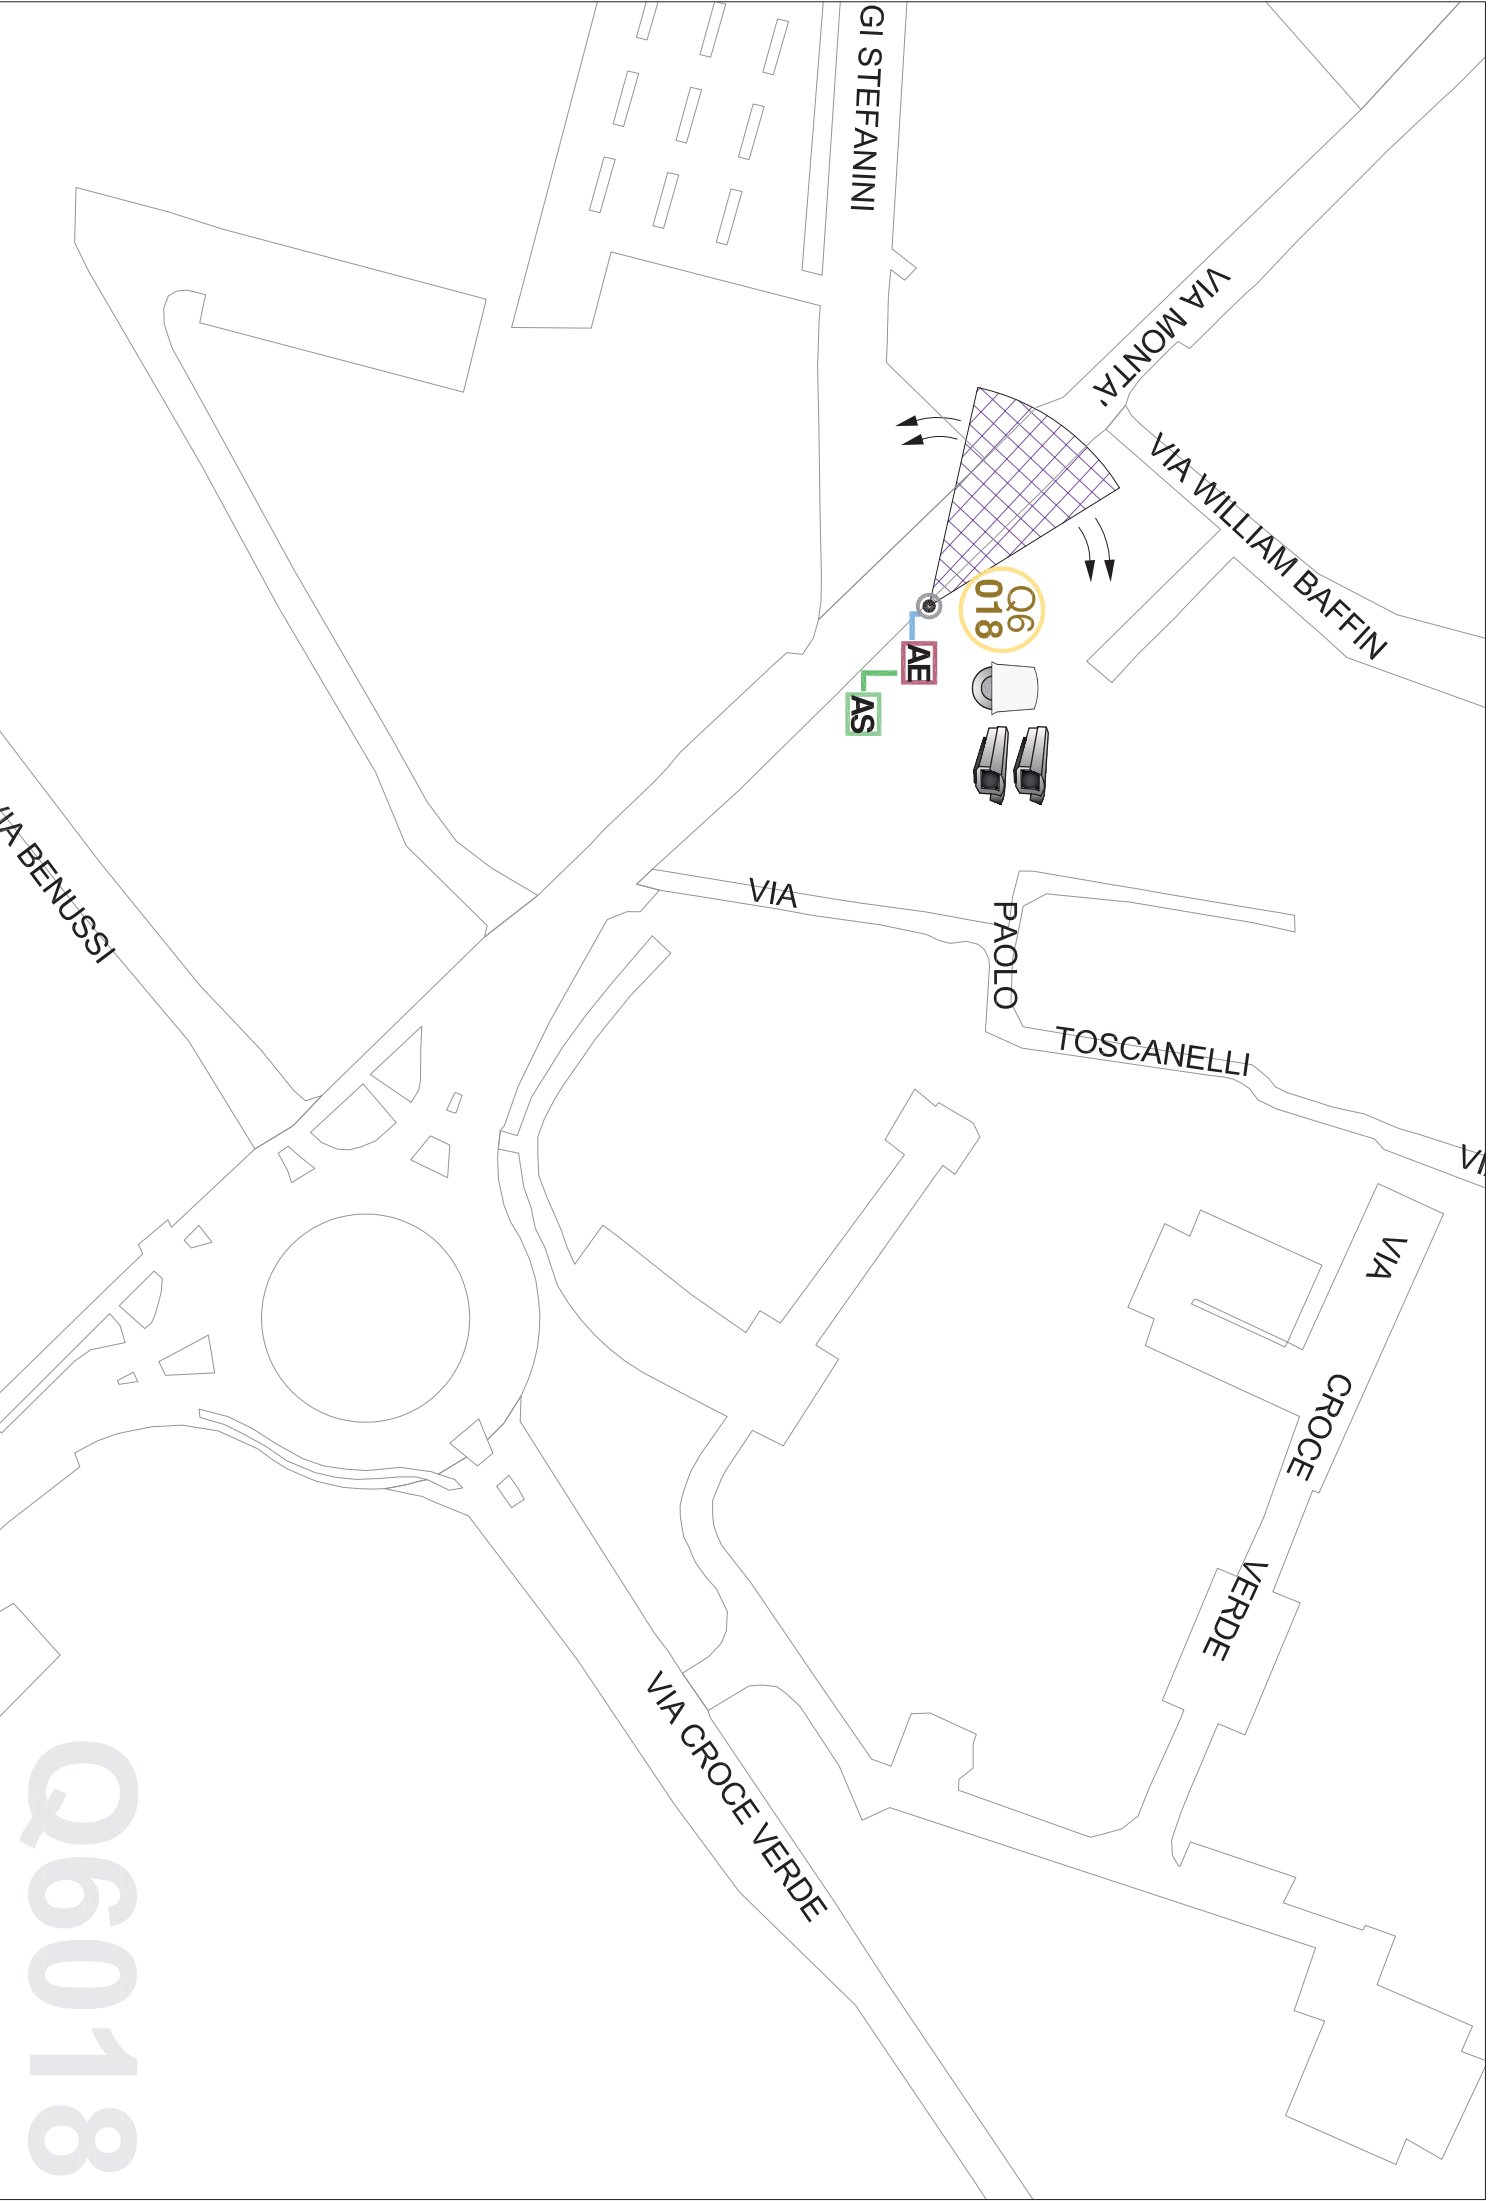 GI STEFANINI
VIA MONTA'
VIA WILLIAM BAFFIN
Q6
018
AE
AS
VIA
PAOLO
TOSCANELLI
VIA BENUSSI
VIA
CROCE
VERDE
VIA CROCE VERDE
Q6018